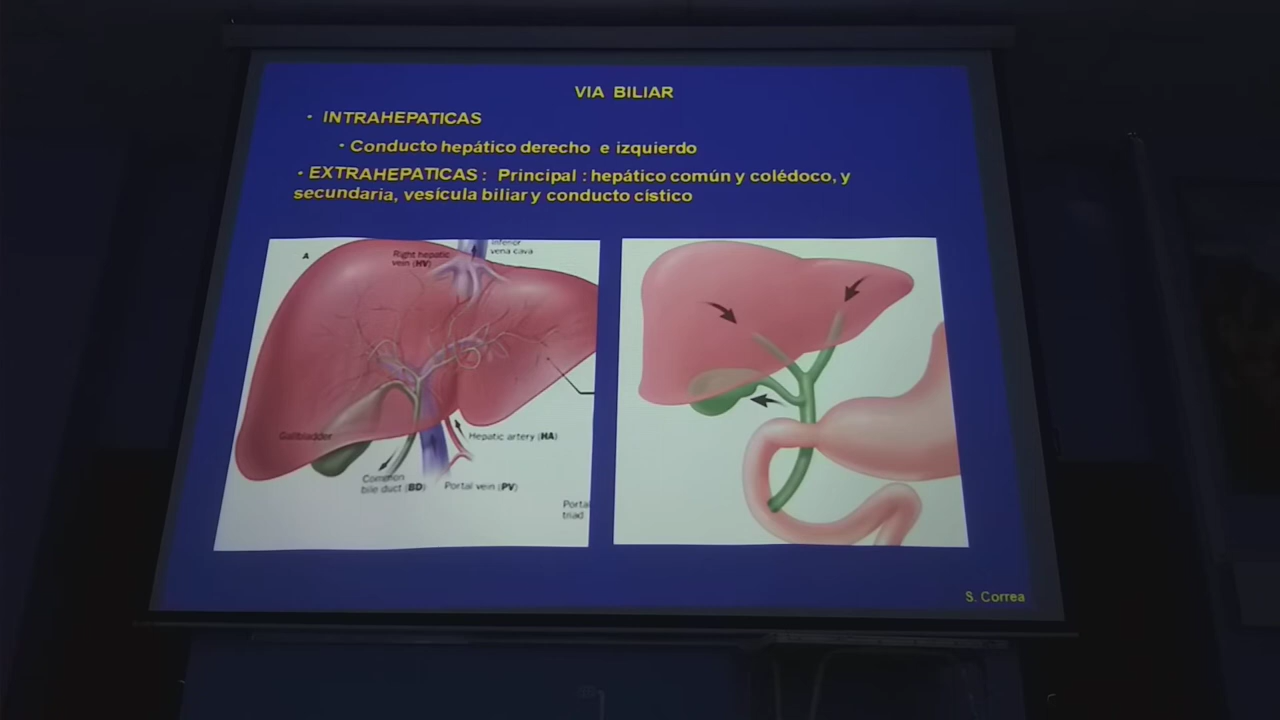 VIA BILIAR
• INTRAHEPATICAS
• Conducto hepático derecho e izquierdo
• EXTRAHEPATICAS : Principal : hepático común y colédoco, y
secundaria, vesícula biliar y conducto cístico
A
Right hepatic
vein (HV)
Inferior
vena cava
Gallbladder
Hepatic artery (HA)
Common
bile duct (BD)
Portal vein (PV)
Portal
triad
S. Correa